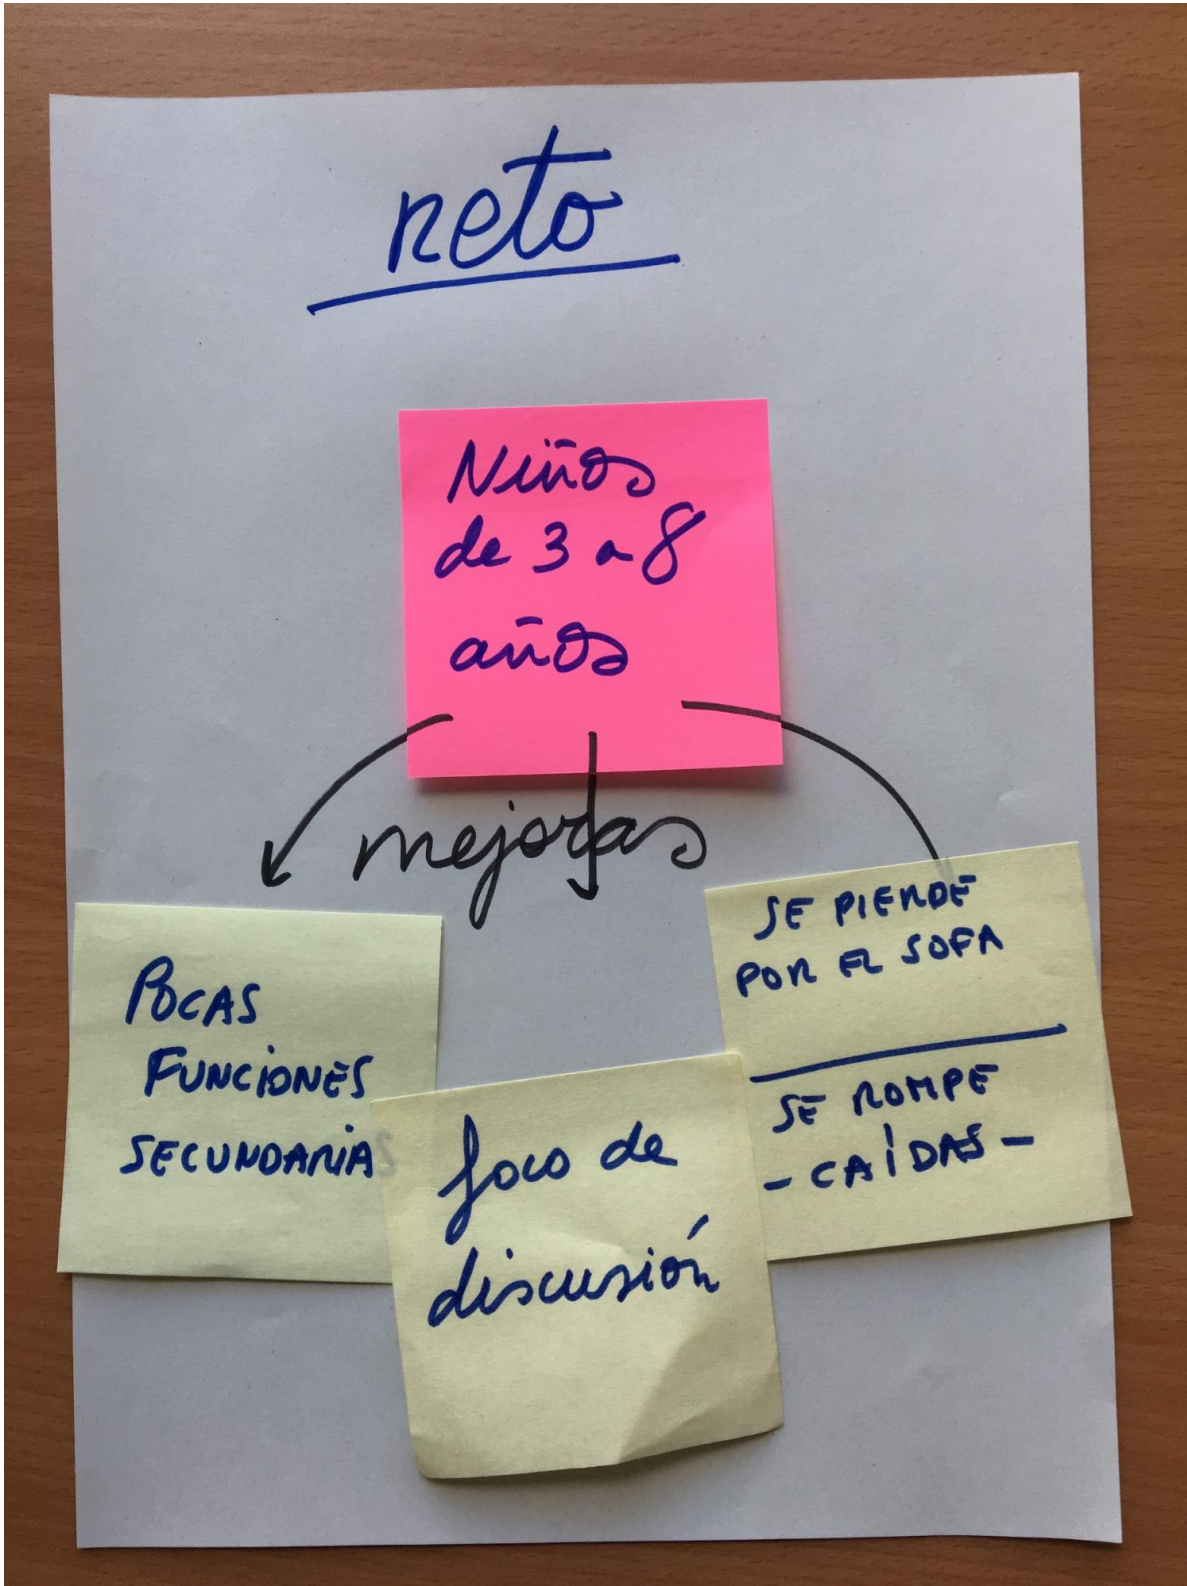 reto
Niños
de 3 a 8
años
mejoras
POCAS
FUNCIONES
SECUNDARIAS
foco de
discusión
SE PIERDE
POR EL SOFA
SE ROMPE
- CAÍDAS -